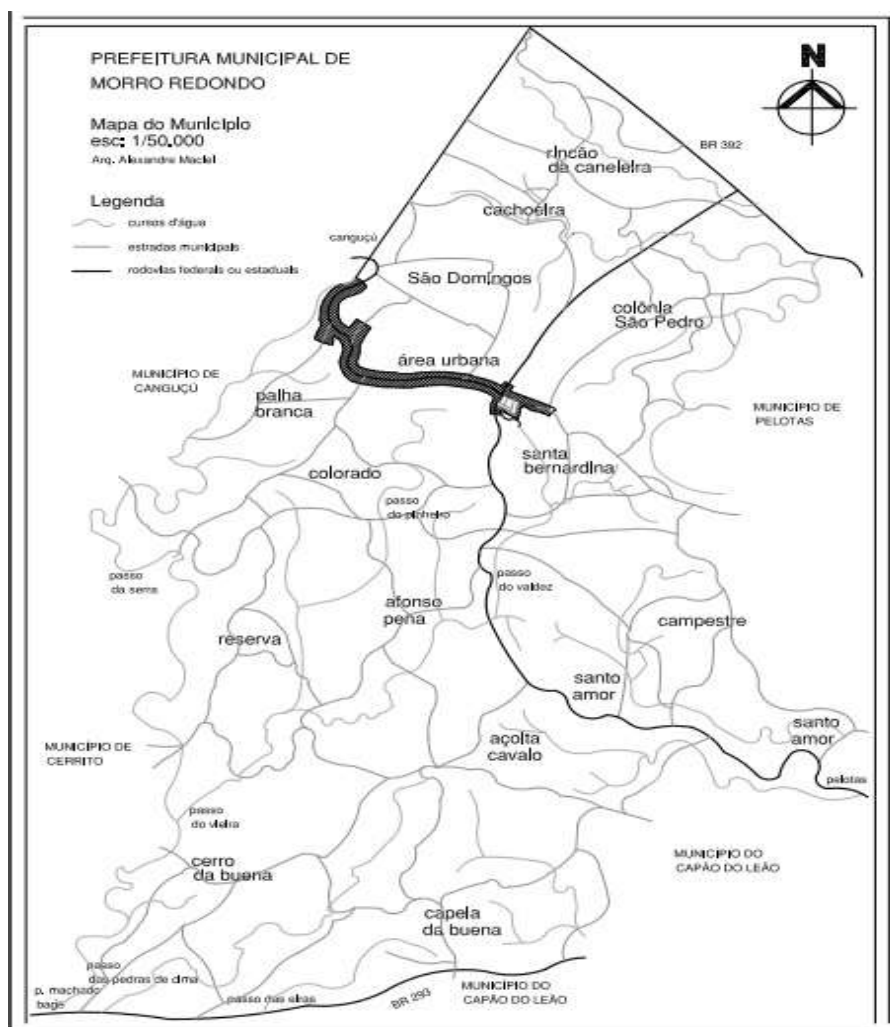 PREFEITURA MUNICIPAL DE
MORRO REDONDO
N
Mapa do Município
esc: 1/50.000
Arq. Alexandre Maciel
Legenda
cursos d'água
estradas municipais
rodovias federais ou estaduais
BR 392
rincão
da caneleira
cachoeira
canguçú
São Domingos
colônia
São Pedro
área urbana
MUNICÍPIO DE
CANGUÇÚ
palha
branca
MUNICÍPIO DE
PELOTAS
santa
bernardina
colorado
passo
do pinheiro
passo
da serra
passo
do valdez
afonso
pena
reserva
campestre
santo
amor
santo
amor
açoita
cavalo
MUNICÍPIO DE
CERRITO
pelotas
passo
do vieira
cerro
da buena
MUNICÍPIO DO
CAPÃO DO LEÃO
capela
da buena
passo
das pedras de cima
p. machado
bagé
passo das
BR 293
MUNICÍPIO DO
CAPÃO DO LEÃO